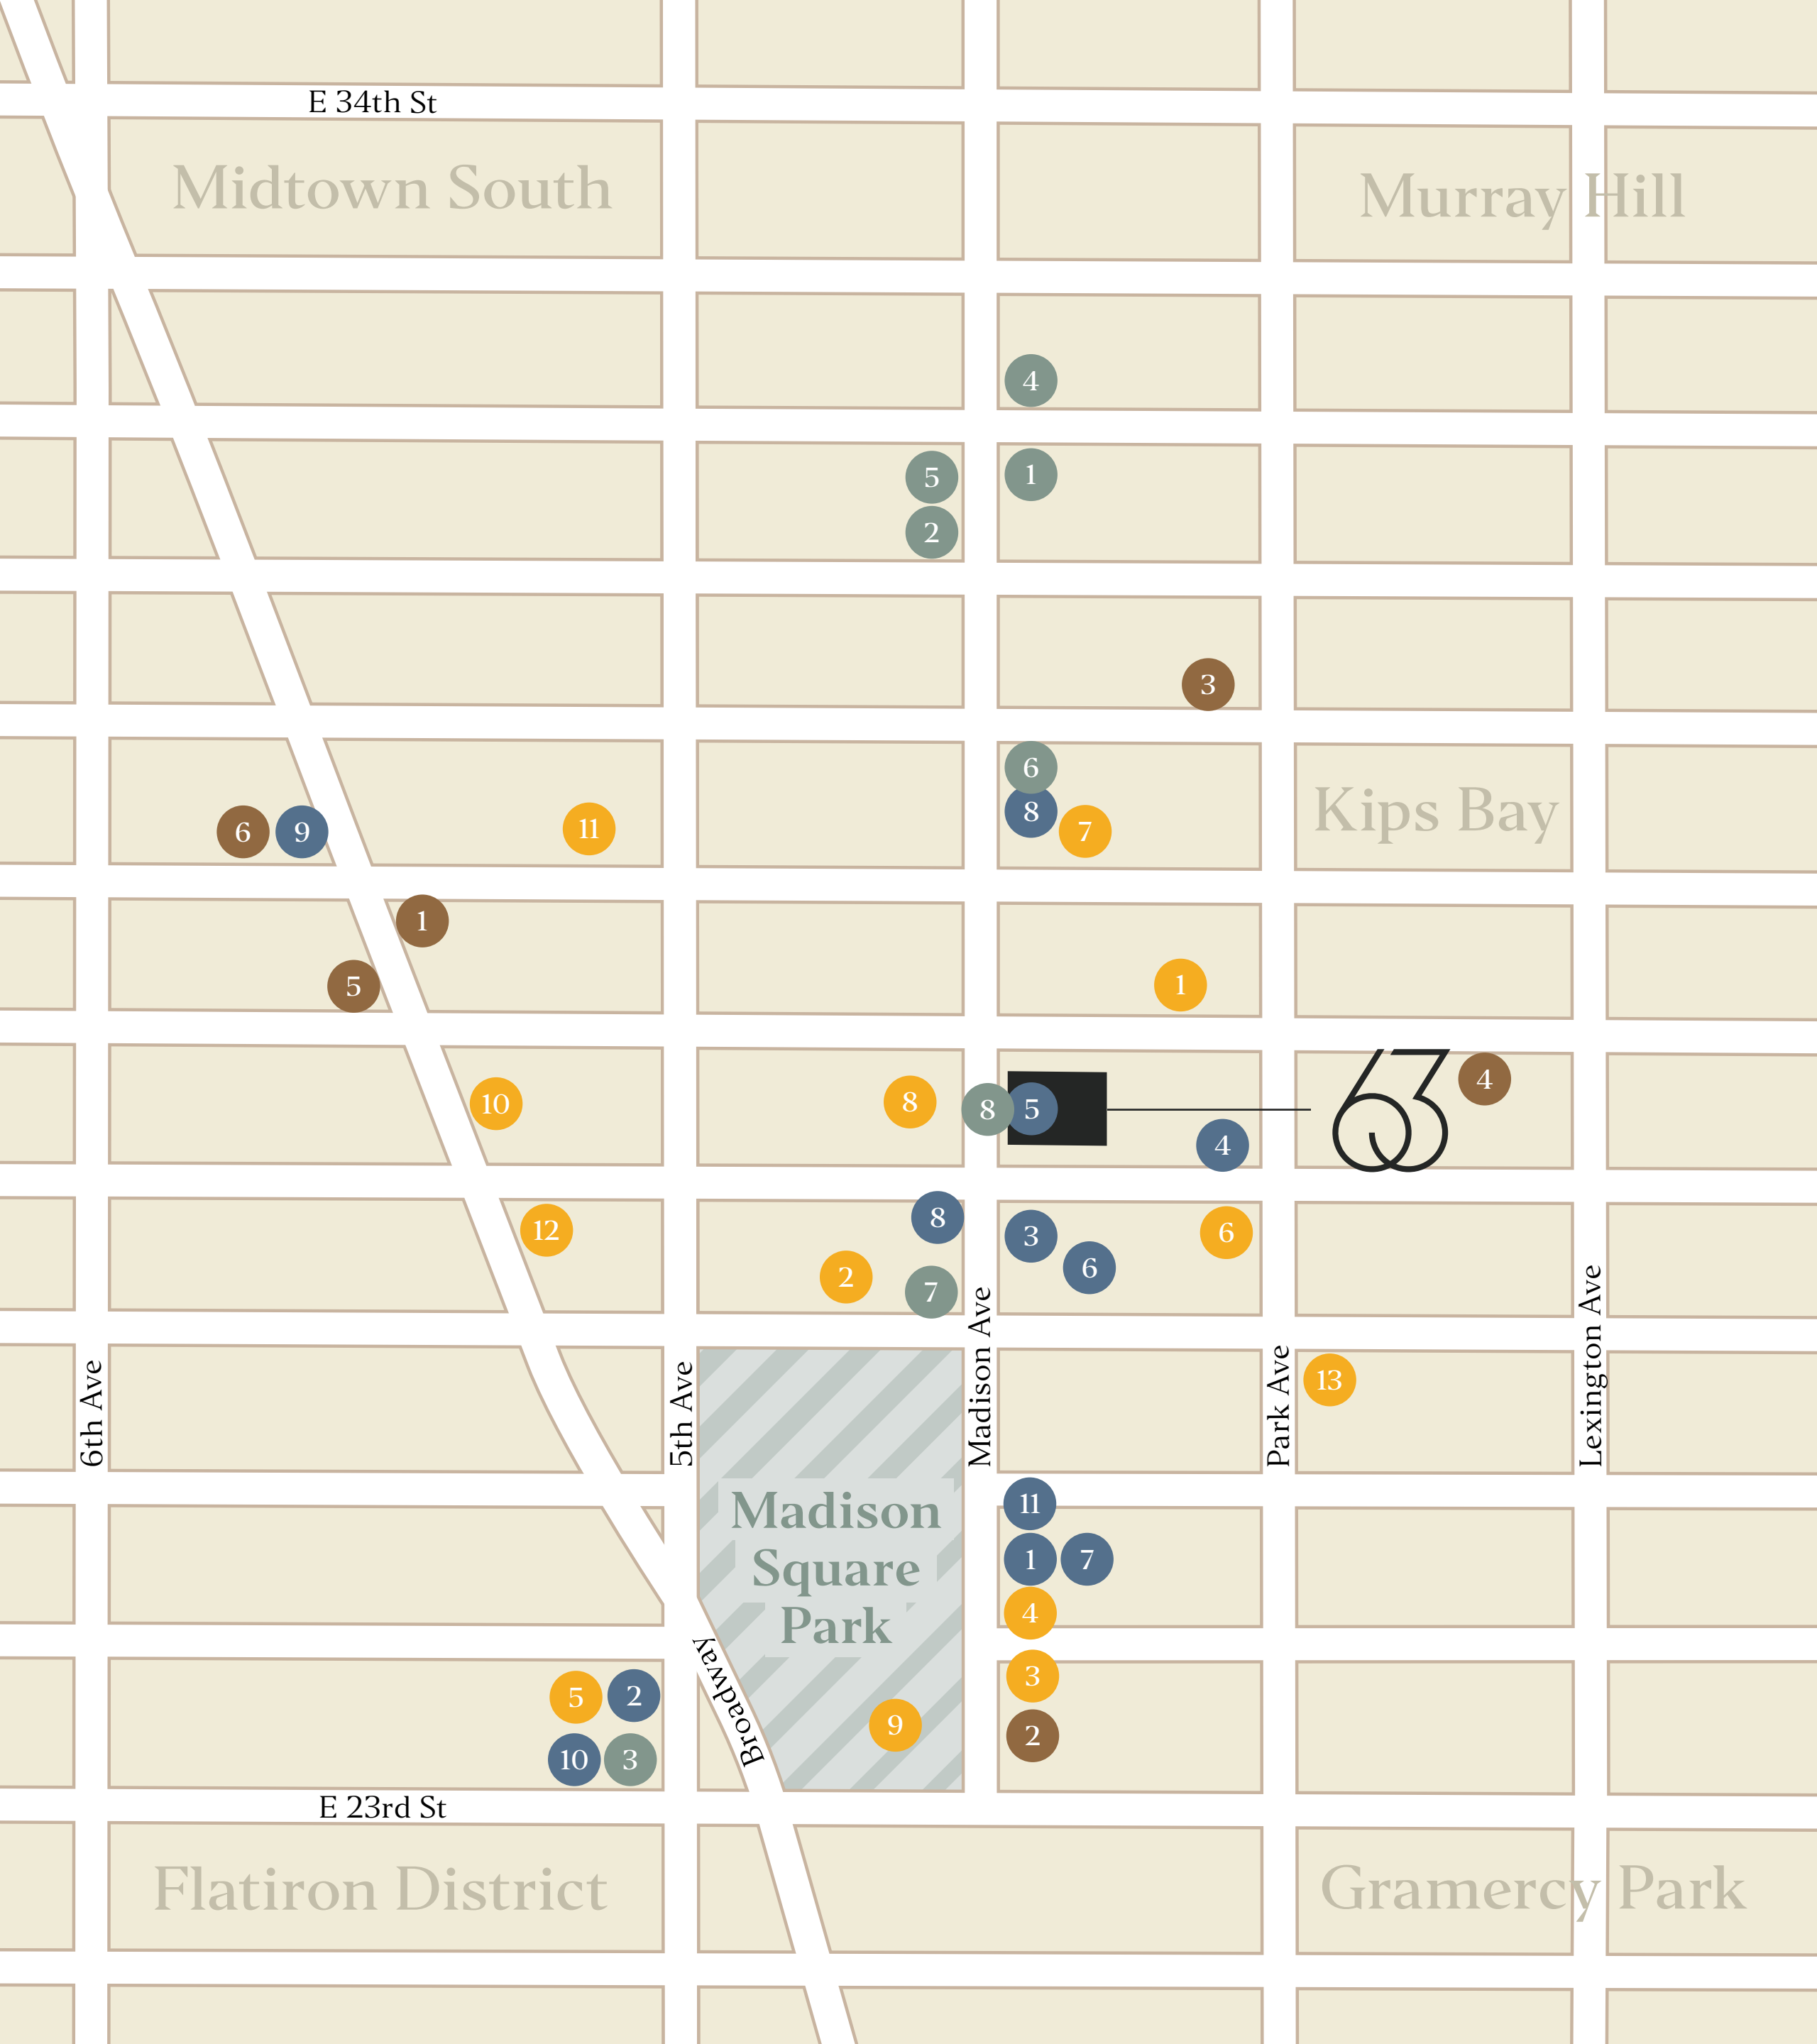 E 34th St
Midtown South
Murray Hill
4
5
1
2
3
6
8
7
Kips Bay
6
9
11
1
5
1
10
8
8
5
4
63
4
12
8
3
6
6
2
7
6th Ave
5th Ave
Madison Ave
Park Ave
Lexington Ave
13
Madison
Square
Park
11
1
7
4
Broadway
5
2
10
3
9
3
2
E 23rd St
Flatiron District
Gramercy Park